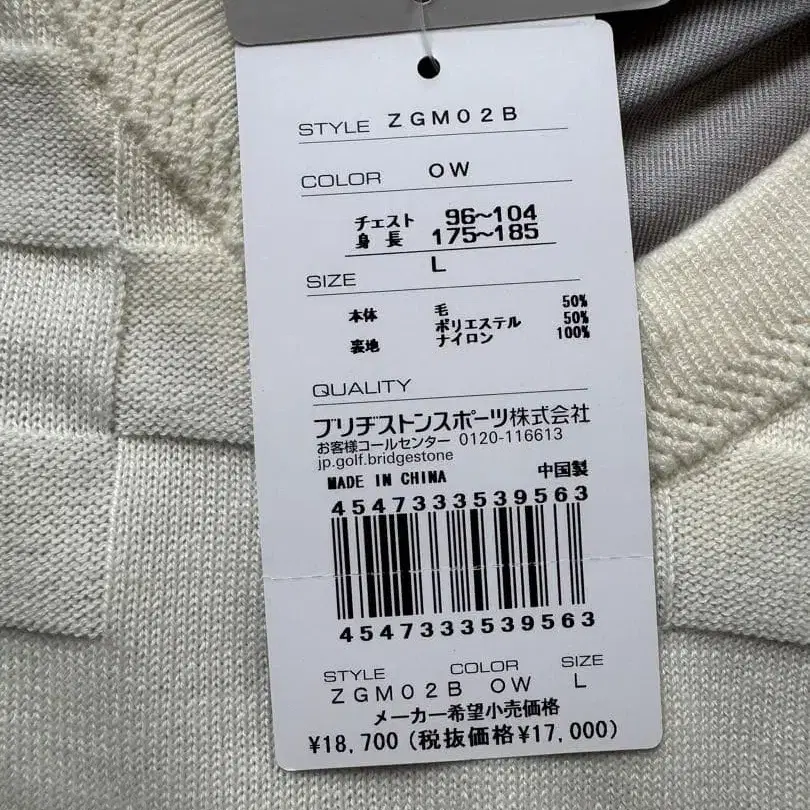 STYLE ZGM02B
COLOR OW
チェスト 96~104
身長 175~185
SIZE L
本体 毛 50%
ポリエステル 50%
裏地 ナイロン 100%
QUALITY
ブリヂストンスポーツ株式会社
お客様コールセンター 0120-116613
jp.golf.bridgestone
MADE IN CHINA 中国製
4547333539563
4547333539563
STYLE COLOR SIZE
ZGM02B OW L
メーカー希望小売価格
¥18,700 (税抜価格¥17,000)